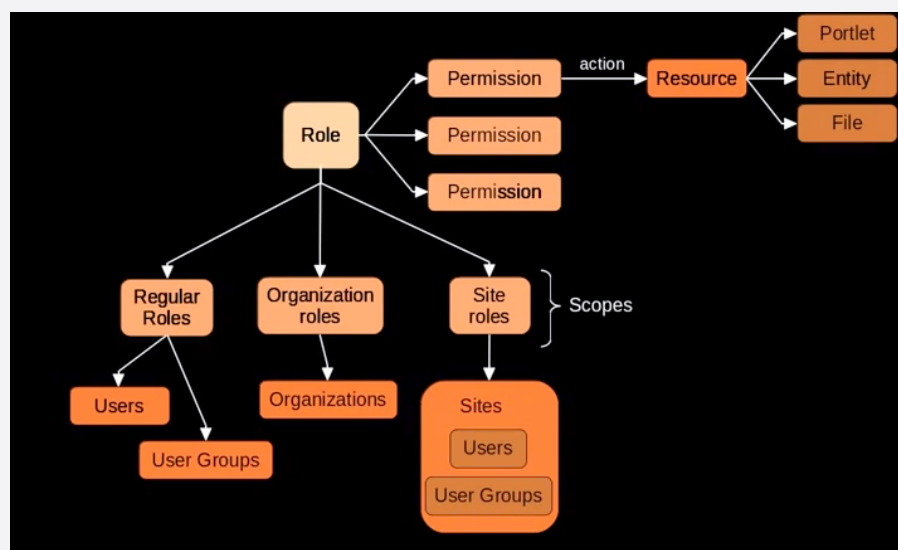 Portlet
action
Permission
Resource
Entity
File
Role
Permission
Permission
Regular
Roles
Organization
roles
Site
roles
Scopes
Users
User Groups
Organizations
Sites
Users
User Groups